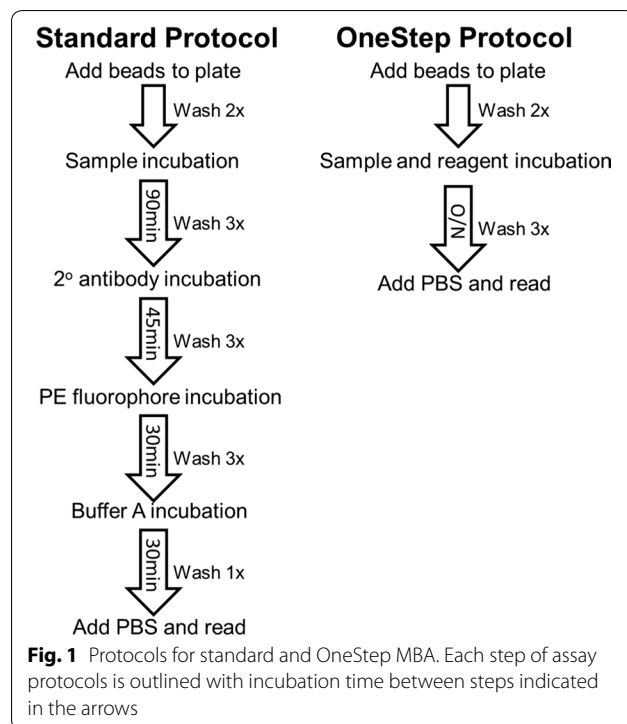 Standard Protocol
Add beads to plate
Wash 2x
Sample incubation
90min
Wash 3x
2º antibody incubation
45min
Wash 3x
PE fluorophore incubation
30min
Wash 3x
Buffer A incubation
30min
Wash 1x
Add PBS and read
OneStep Protocol
Add beads to plate
Wash 2x
Sample and reagent incubation
O/N
Wash 3x
Add PBS and read
Fig. 1 Protocols for standard and OneStep MBA. Each step of assay
protocols is outlined with incubation time between steps indicated
in the arrows